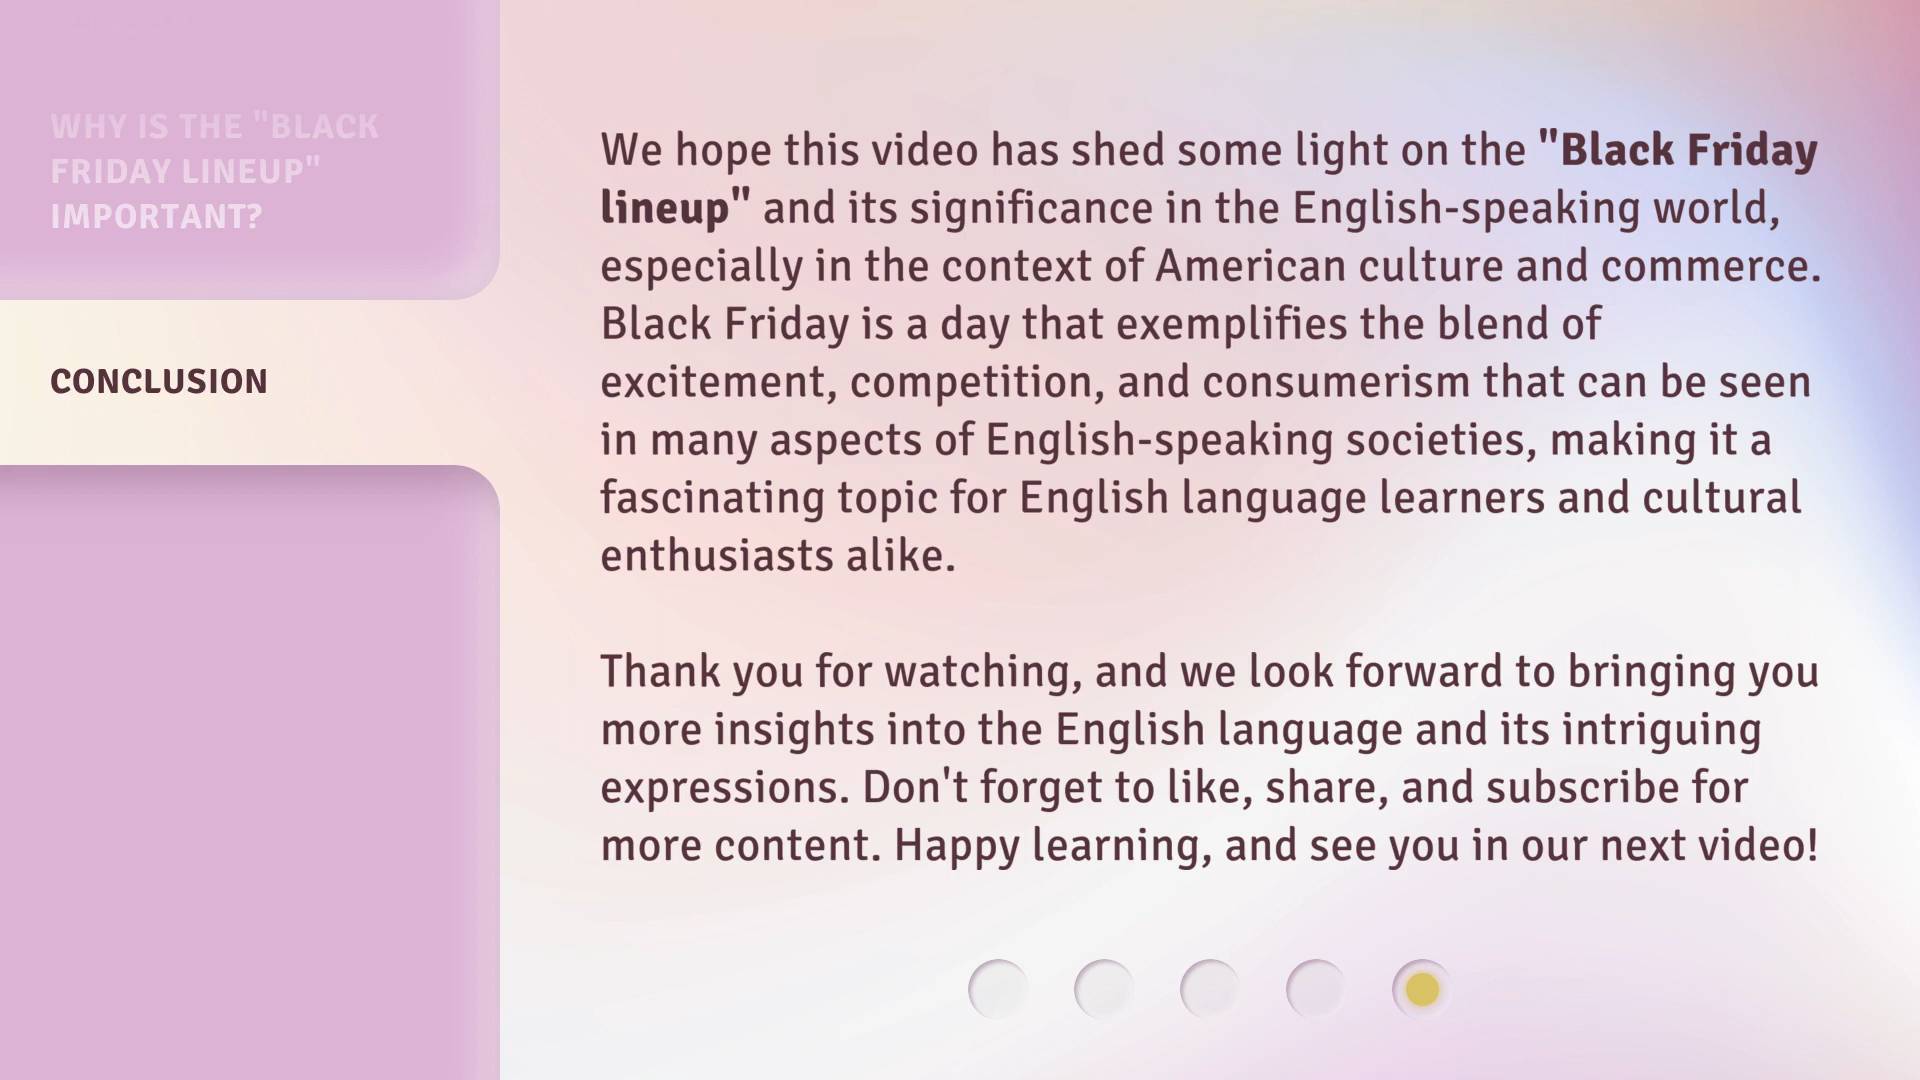 WHY IS THE "BLACK
FRIDAY LINEUP"
IMPORTANT?
CONCLUSION
We hope this video has shed some light on the "Black Friday
lineup" and its significance in the English-speaking world,
especially in the context of American culture and commerce.
Black Friday is a day that exemplifies the blend of
excitement, competition, and consumerism that can be seen
in many aspects of English-speaking societies, making it a
fascinating topic for English language learners and cultural
enthusiasts alike.
Thank you for watching, and we look forward to bringing you
more insights into the English language and its intriguing
expressions. Don't forget to like, share, and subscribe for
more content. Happy learning, and see you in our next video!